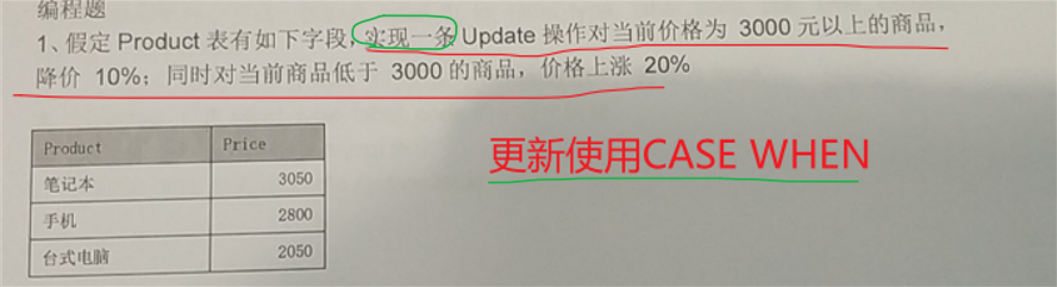 编程题
1、假定 Product 表有如下字段，实现一条 Update 操作对当前价格为 3000 元以上的商品，
降价 10%；同时对当前商品低于 3000 的商品，价格上涨 20%
更新使用CASE WHEN
Product Price
笔记本 3050
手机 2800
台式电脑 2050